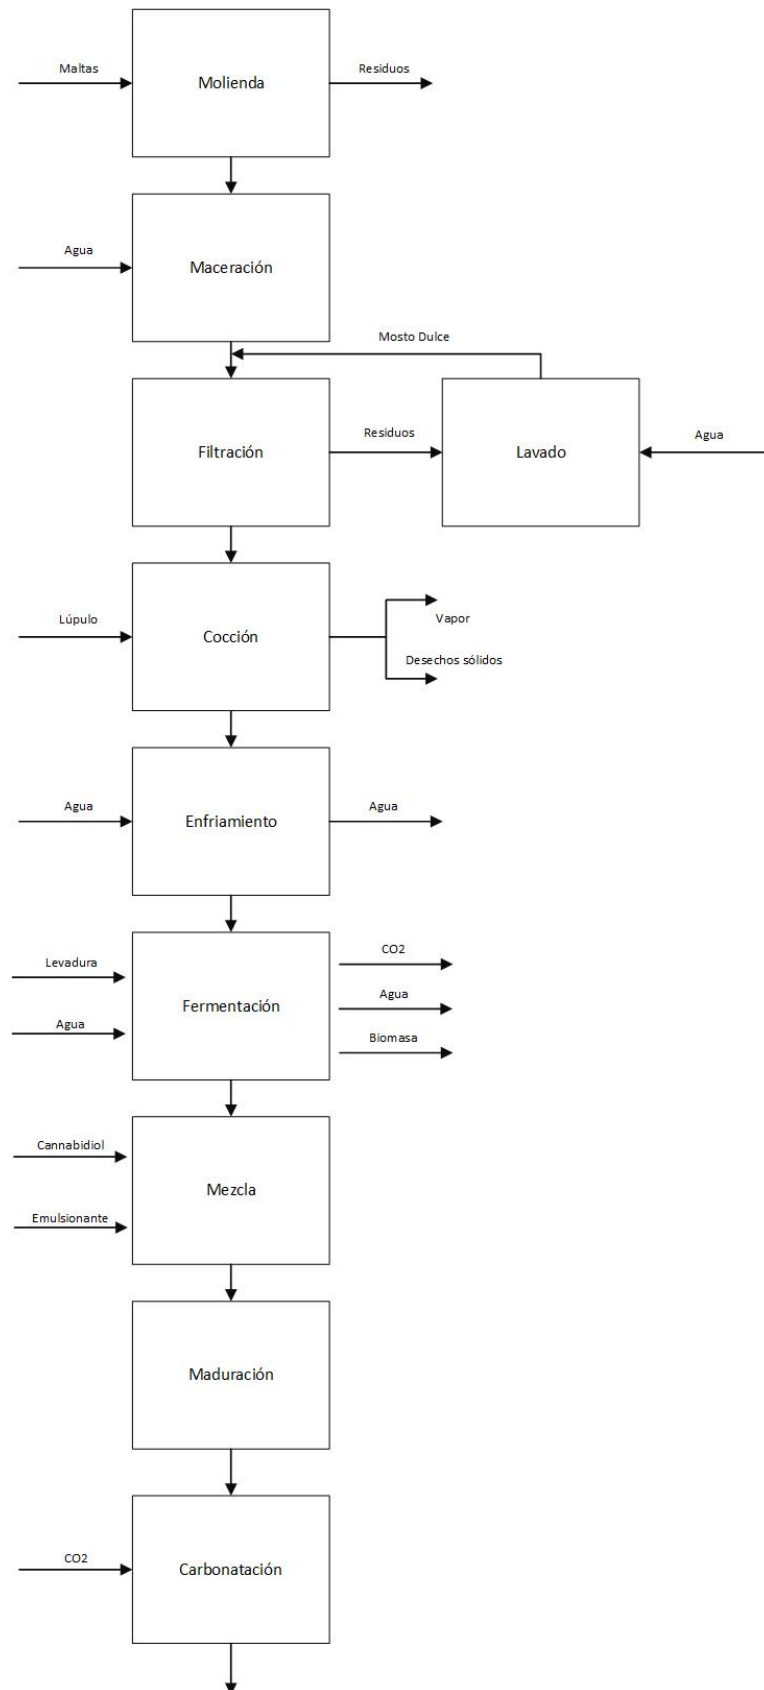 Maltas
Molienda
Residuos
Agua
Maceración
Mosto Dulce
Filtración
Residuos
Lavado
Agua
Lúpulo
Cocción
Vapor
Desechos sólidos
Agua
Enfriamiento
Agua
Levadura
Agua
Fermentación
CO2
Agua
Biomasa
Cannabidiol
Emulsionante
Mezcla
Maduración
CO2
Carbonatación